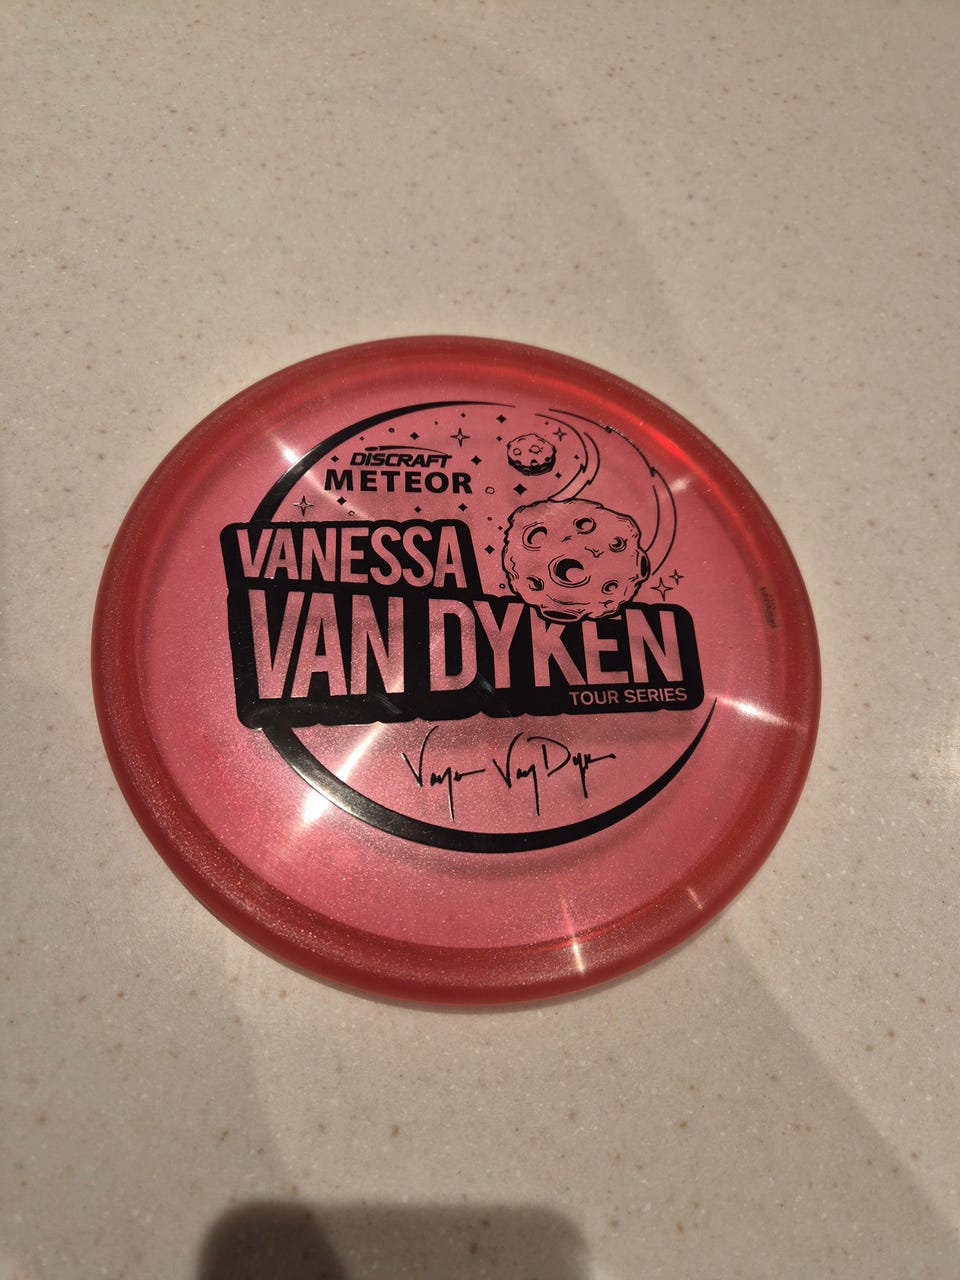 DISCRAFT
METEOR
VANESSA
VAN DYKEN
TOUR SERIES